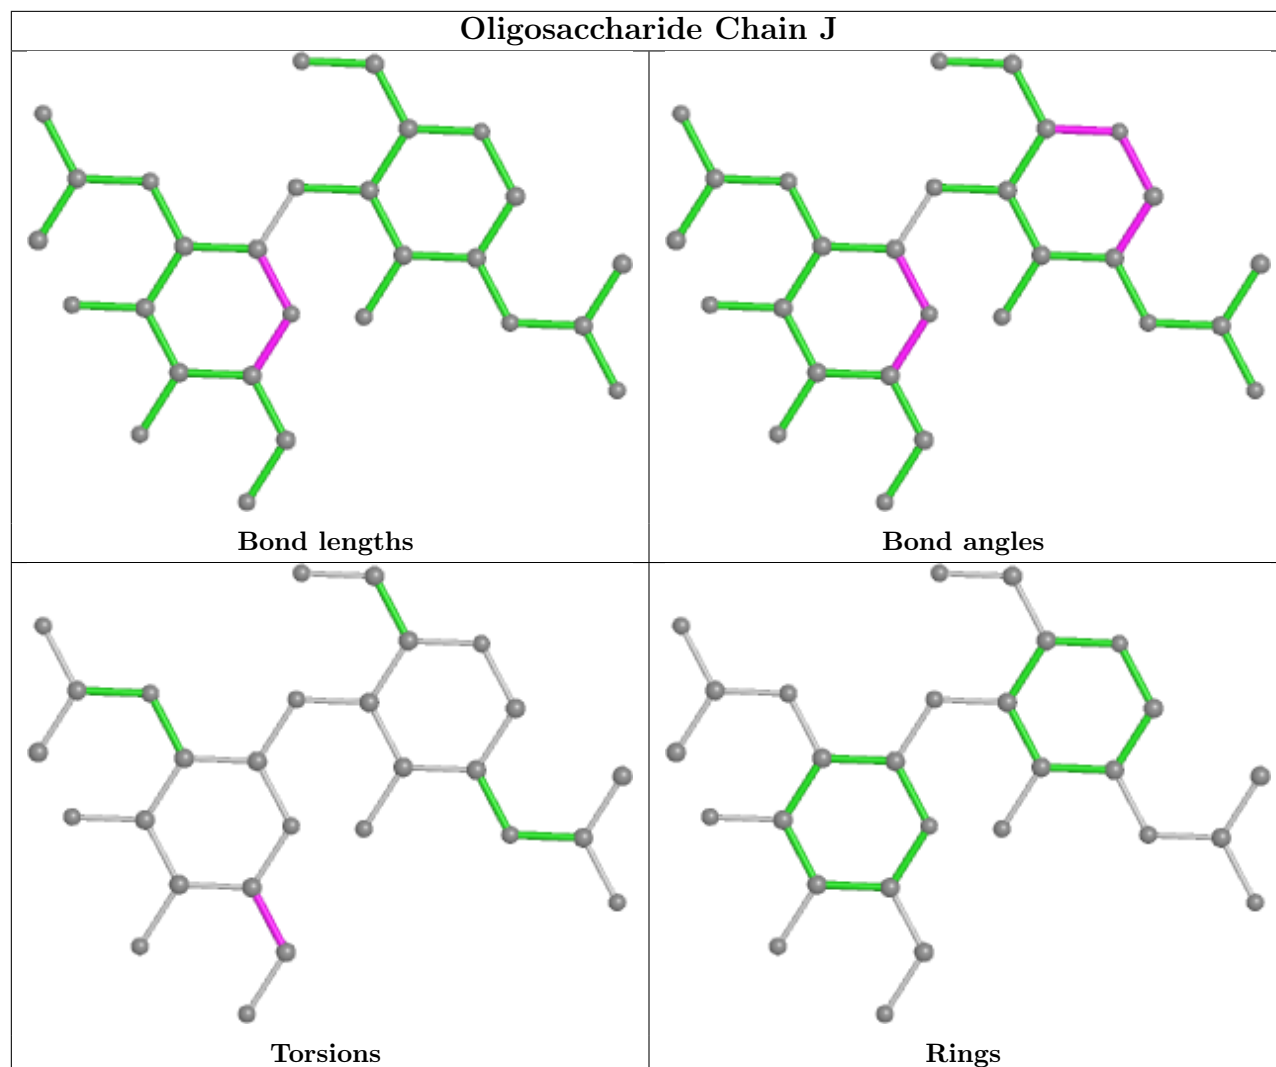 Oligosaccharide Chain J
Bond lengths
Bond angles
Torsions
Rings